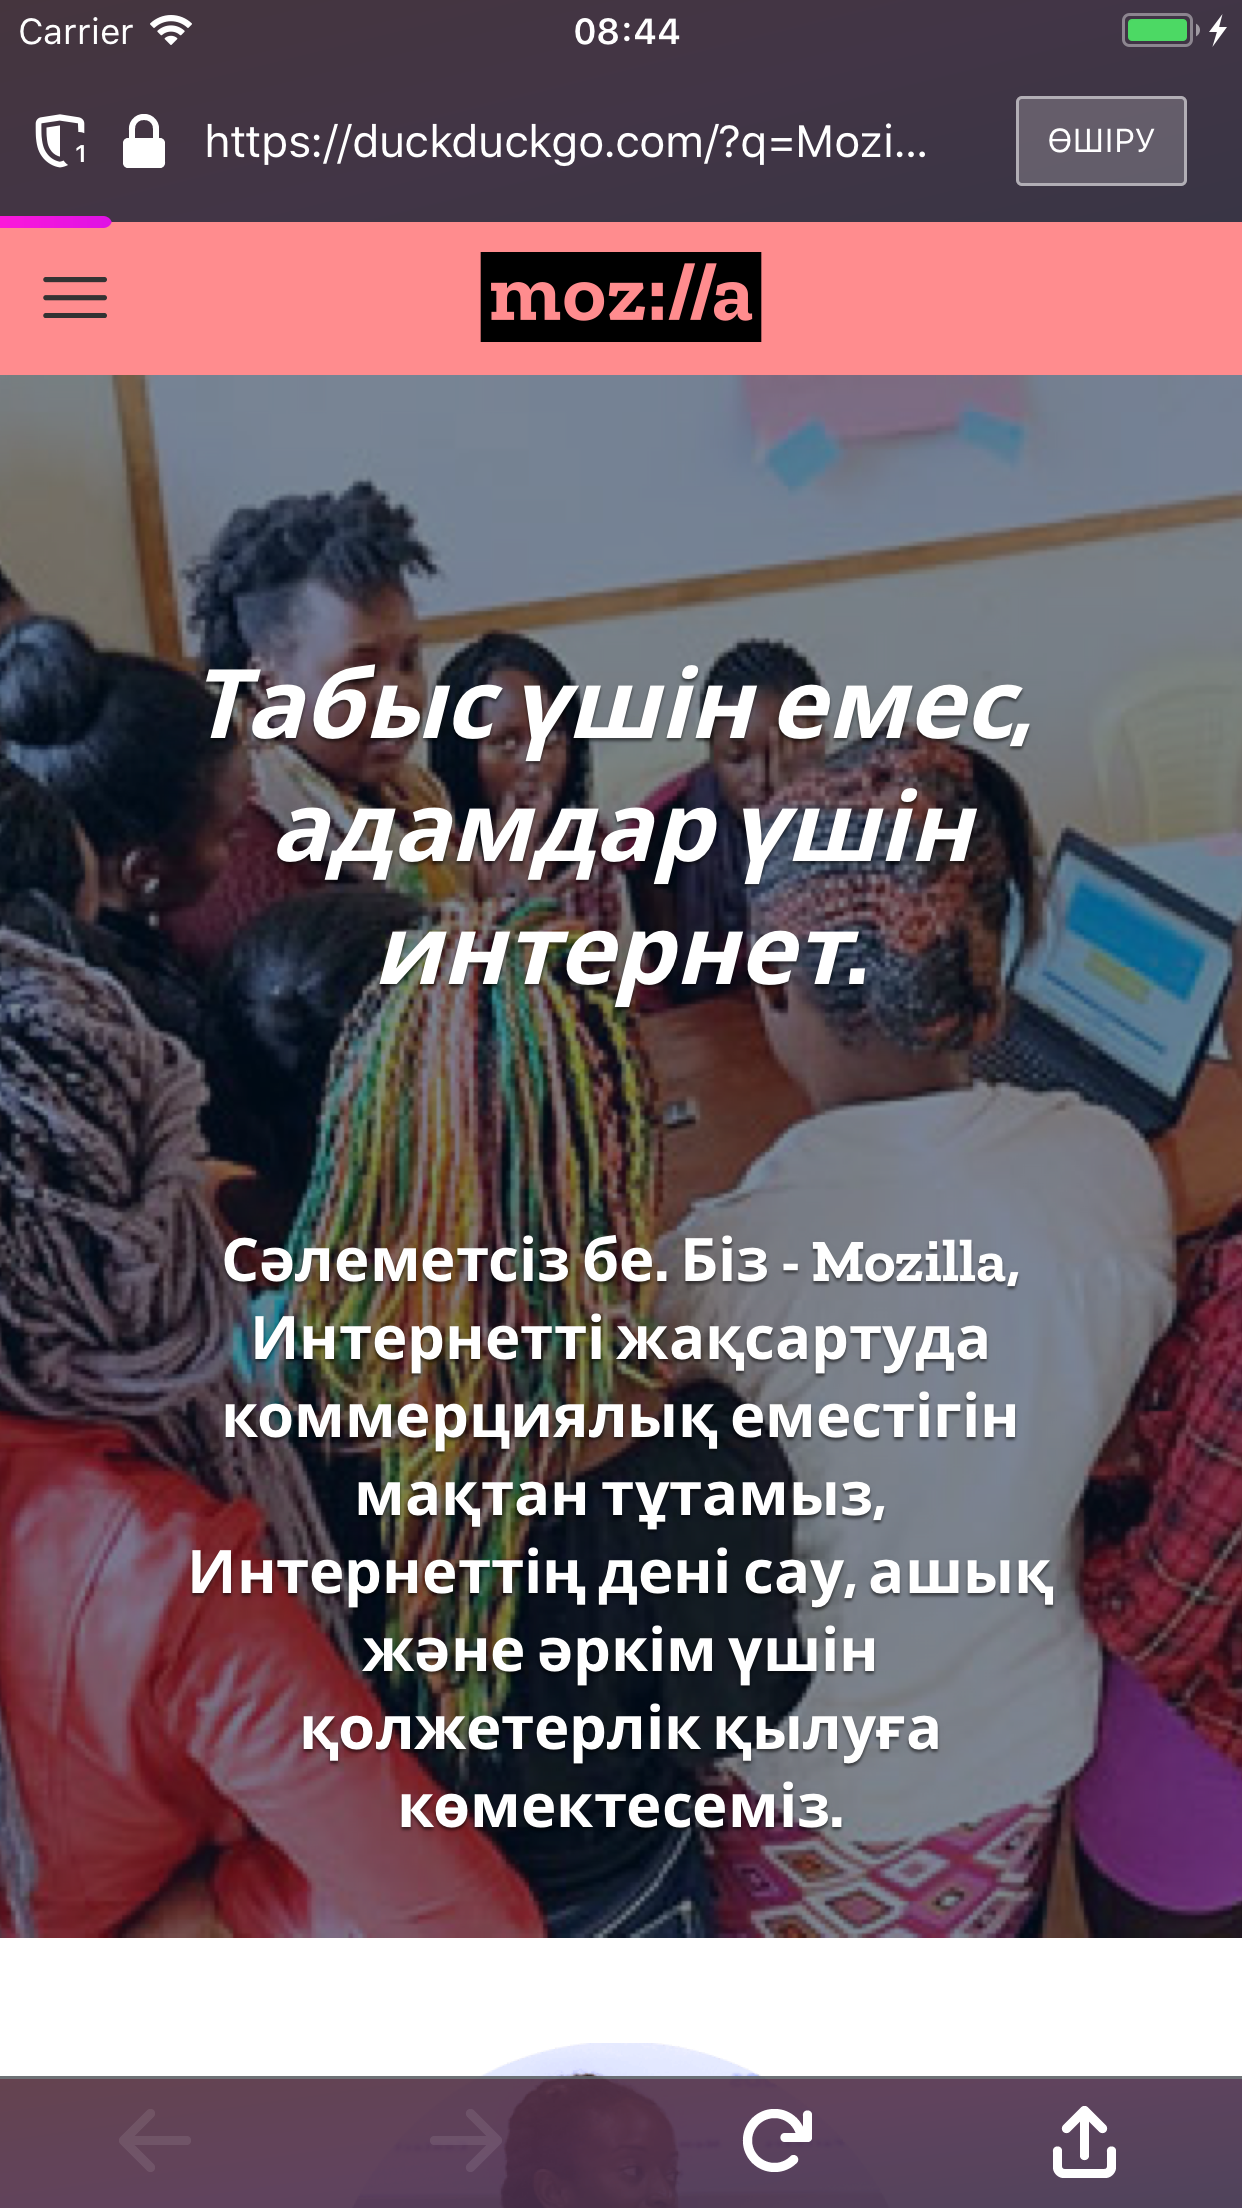 Carrier
08:44
1
https://duckduckgo.com/?q=Mozi...
ӨШІРУ
moz://a
Табыс үшін емес,
адамдар үшін
интернет.
Сәлеметсіз бе. Біз - Mozilla,
Интернетті жақсартуда
коммерциялық еместігін
мақтан тұтамыз,
Интернеттің дені сау, ашық
және әркім үшін
қолжетерлік қылуға
көмектесеміз.